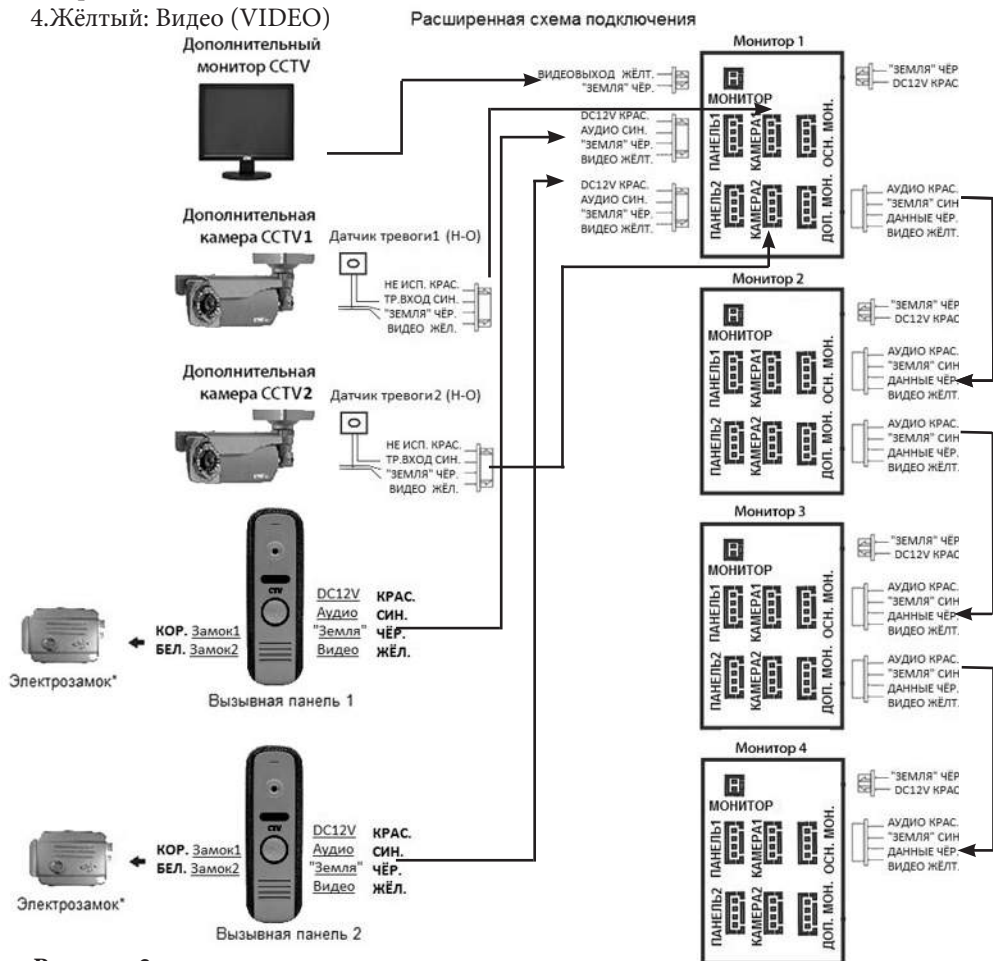 4.Жёлтый: Видео (VIDEO)
Расширенная схема подключения
Дополнительный
монитор CCTV
ВИДЕОВЫХОД ЖЁЛТ.
"ЗЕМЛЯ" ЧЁР.
DC12V КРАС.
АУДИО СИН.
"ЗЕМЛЯ" ЧЁР.
ВИДЕО ЖЁЛТ.
DC12V КРАС.
АУДИО СИН.
"ЗЕМЛЯ" ЧЁР.
ВИДЕО ЖЁЛТ.
Монитор 1
МОНИТОР
ПАНЕЛЬ1
КАМЕРА1
ОСН. МОН.
ПАНЕЛЬ2
КАМЕРА2
ДОП. МОН.
"ЗЕМЛЯ" ЧЁР
DC12V КРАС
АУДИО КРАС.
"ЗЕМЛЯ" СИН
ДАННЫЕ ЧЁР.
ВИДЕО ЖЁЛТ.
Дополнительная
камера CCTV1
Датчик тревоги1 (Н-О)
НЕ ИСП. КРАС.
ТР.ВХОД СИН.
"ЗЕМЛЯ" ЧЁР.
ВИДЕО ЖЁЛ.
Дополнительная
камера CCTV2
Датчик тревоги2 (Н-О)
НЕ ИСП. КРАС.
ТР.ВХОД СИН.
"ЗЕМЛЯ" ЧЁР.
ВИДЕО ЖЁЛ.
Монитор 2
МОНИТОР
ПАНЕЛЬ1
КАМЕРА1
ОСН. МОН.
ПАНЕЛЬ2
КАМЕРА2
ДОП. МОН.
"ЗЕМЛЯ" ЧЁР
DC12V КРАС
АУДИО КРАС.
"ЗЕМЛЯ" СИН
ДАННЫЕ ЧЁР.
ВИДЕО ЖЁЛТ.
АУДИО КРАС.
"ЗЕМЛЯ" СИН
ДАННЫЕ ЧЁР.
ВИДЕО ЖЁЛТ.
CTV
КОР. Замок1
БЕЛ. Замок2
Электрозамок*
DC12V КРАС.
Аудио СИН.
"Земля" ЧЁР.
Видео ЖЁЛ.
Вызывная панель 1
Монитор 3
МОНИТОР
ПАНЕЛЬ1
КАМЕРА1
ОСН. МОН.
ПАНЕЛЬ2
КАМЕРА2
ДОП. МОН.
"ЗЕМЛЯ" ЧЁР
DC12V КРАС
АУДИО КРАС.
"ЗЕМЛЯ" СИН
ДАННЫЕ ЧЁР.
ВИДЕО ЖЁЛТ.
АУДИО КРАС.
"ЗЕМЛЯ" СИН
ДАННЫЕ ЧЁР.
ВИДЕО ЖЁЛТ.
CTV
КОР. Замок1
БЕЛ. Замок2
Электрозамок*
DC12V КРАС.
Аудио СИН.
"Земля" ЧЁР.
Видео ЖЁЛ.
Вызывная панель 2
Монитор 4
МОНИТОР
ПАНЕЛЬ1
КАМЕРА1
ОСН. МОН.
ПАНЕЛЬ2
КАМЕРА2
ДОП. МОН.
"ЗЕМЛЯ" ЧЁР
DC12V КРАС
АУДИО КРАС.
"ЗЕМЛЯ" СИН
ДАННЫЕ ЧЁР.
ВИДЕО ЖЁЛТ.